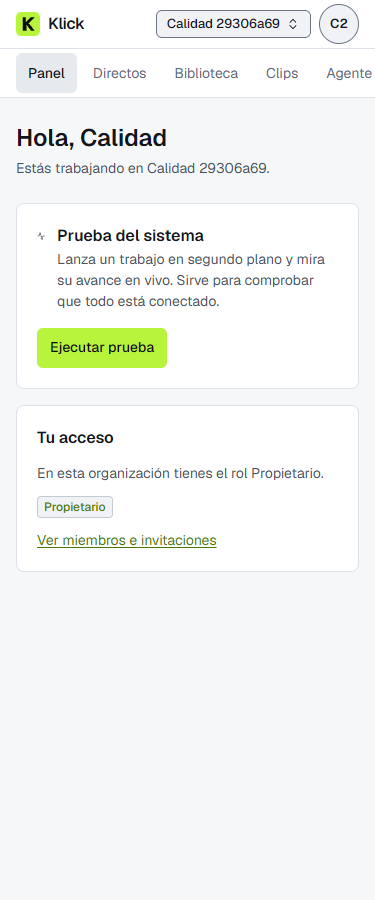 K Klick
Calidad 29306a69
C2
Panel Directos Biblioteca Clips Agente
Hola, Calidad
Estás trabajando en Calidad 29306a69.
Prueba del sistema
Lanza un trabajo en segundo plano y mira
su avance en vivo. Sirve para comprobar
que todo está conectado.
Ejecutar prueba
Tu acceso
En esta organización tienes el rol Propietario.
Propietario
Ver miembros e invitaciones